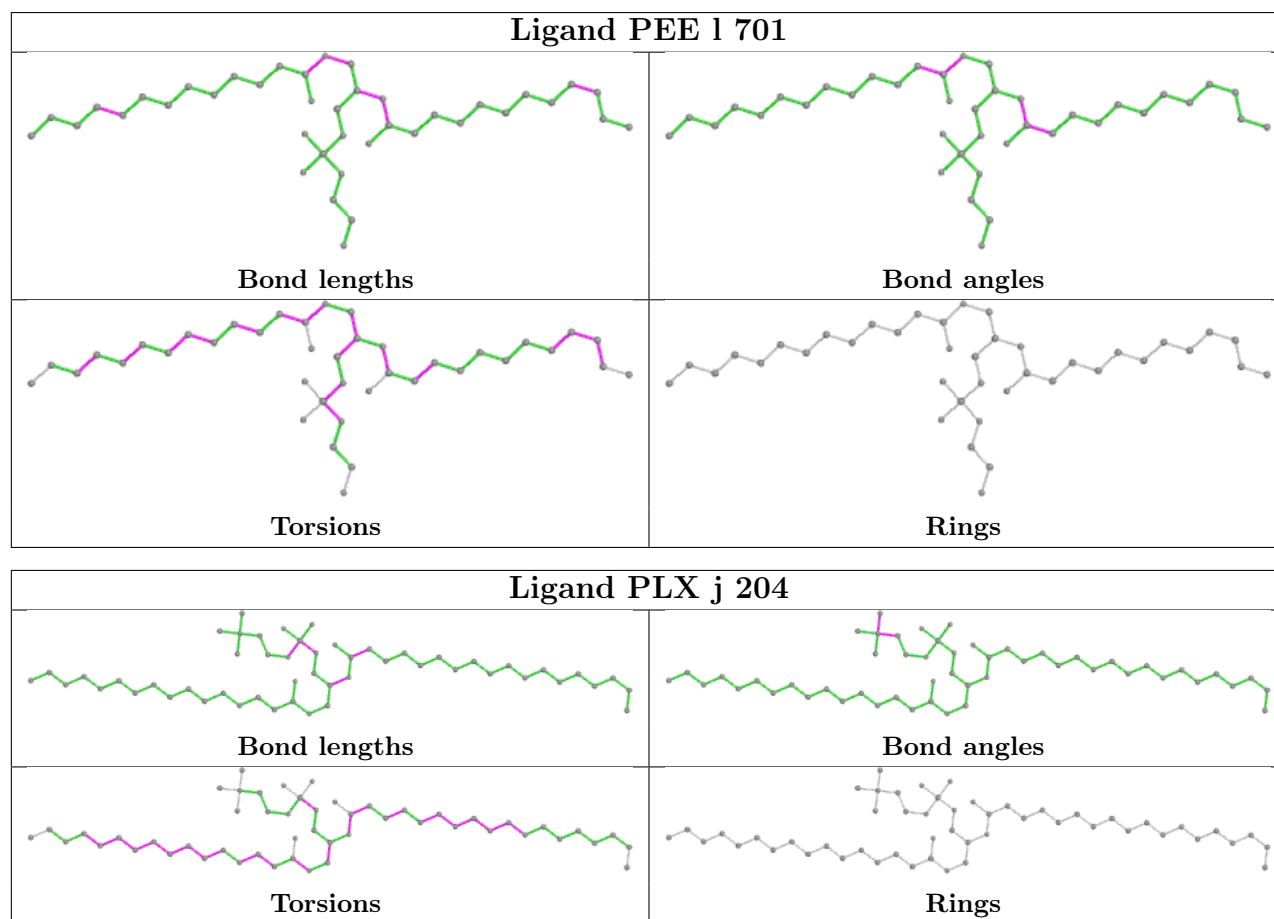 Ligand PEE l 701
Bond lengths
Bond angles
Torsions
Rings
Ligand PLX j 204
Bond lengths
Bond angles
Torsions
Rings